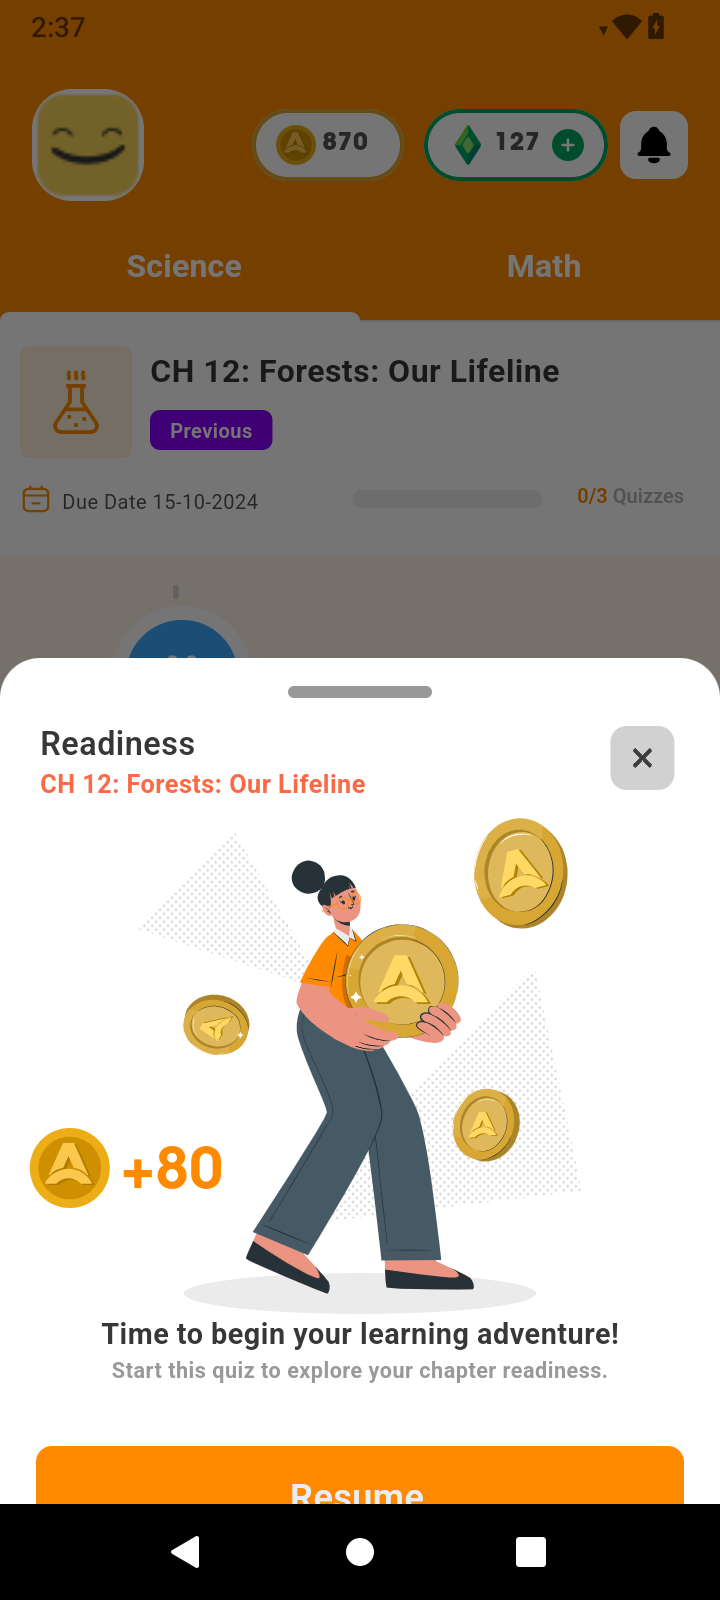 2:37
870
127
Science
Math
CH 12: Forests: Our Lifeline
Previous
Due Date 15-10-2024
0/3 Quizzes
Readiness
CH 12: Forests: Our Lifeline
+80
Time to begin your learning adventure!
Start this quiz to explore your chapter readiness.
Resume